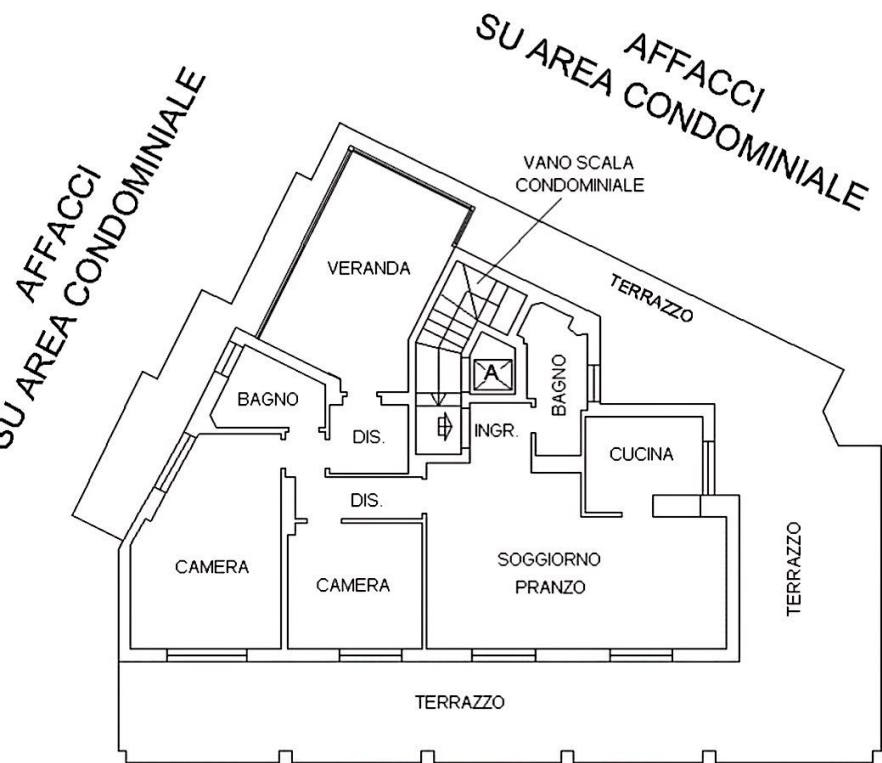 AFFACCI
SU AREA CONDOMINIALE
AFFACCI
SU AREA CONDOMINIALE
VANO SCALA
CONDOMINIALE
VERANDA
TERRAZZO
A
BAGNO
BAGNO
DIS.
INGR.
CUCINA
DIS.
CAMERA
CAMERA
SOGGIORNO
PRANZO
TERRAZZO
TERRAZZO